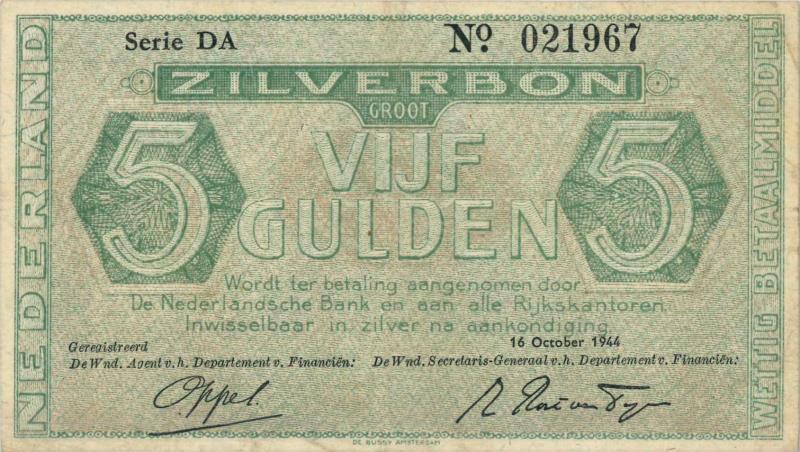 Serie DA
Nº 021967
ZILVERBON
GROOT
5
VIJF
GULDEN
5
NEDERLAND
WETTIG BETAALMIDDEL
Wordt ter betaling aangenomen door
De Nederlandsche Bank en aan alle Rijkskantoren.
Inwisselbaar in zilver na aankondiging.
Geregistreerd
16 October 1944
De Wnd. Agent v.h. Departement v. Financiën:
De Wnd. Secretaris-Generaal v.h. Departement v. Financiën:
Oppel.
DE BUSSY AMSTERDAM